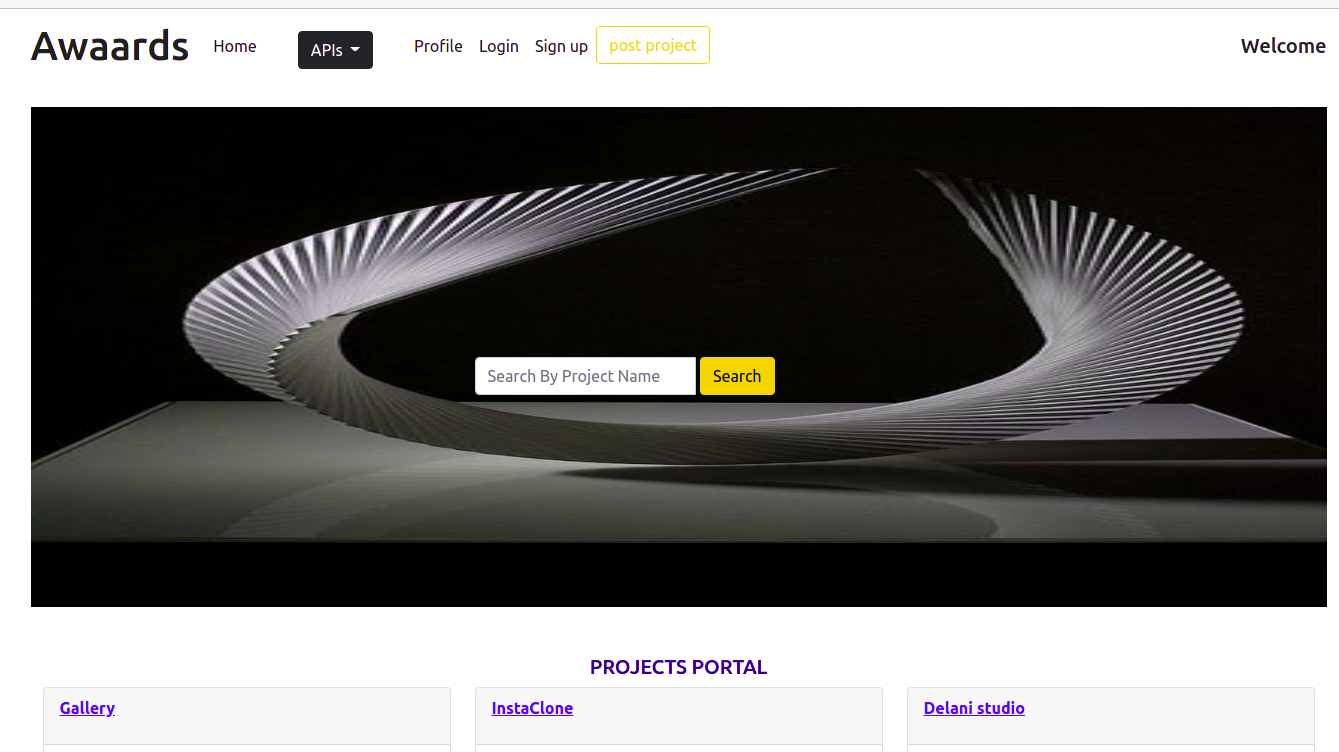 Awaards Home APIs Profile Login Sign up post project Welcome
Search By Project Name Search
PROJECTS PORTAL
Gallery InstaClone Delani studio